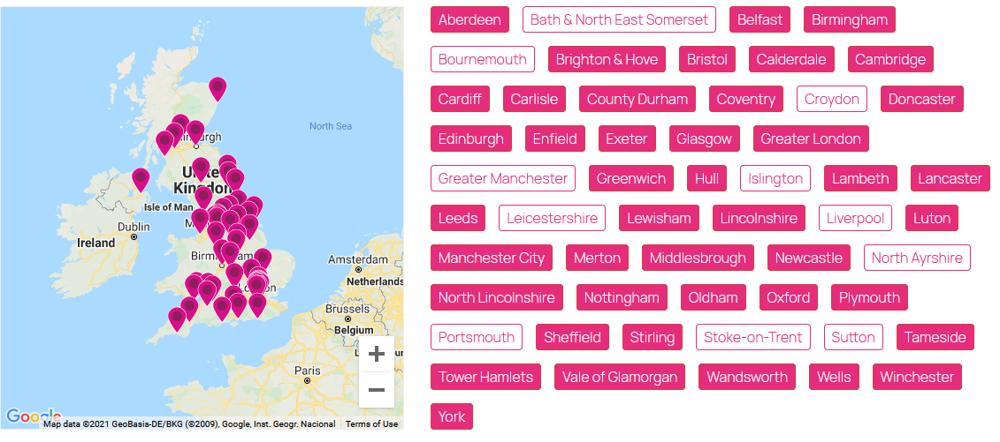 North Sea
inburgh
Unite
Kingdon
Isle of Man
Dublin
Ireland
Birm
am
Amsterdam
Netherlands
London
Brussels
Belgium
Paris
+
−
Google
Map data ©2021 GeoBasis-DE/BKG (©2009), Google, Inst. Geogr. Nacional Terms of Use
Aberdeen Bath & North East Somerset Belfast Birmingham
Bournemouth Brighton & Hove Bristol Calderdale Cambridge
Cardiff Carlisle County Durham Coventry Croydon Doncaster
Edinburgh Enfield Exeter Glasgow Greater London
Greater Manchester Greenwich Hull Islington Lambeth Lancaster
Leeds Leicestershire Lewisham Lincolnshire Liverpool Luton
Manchester City Merton Middlesbrough Newcastle North Ayrshire
North Lincolnshire Nottingham Oldham Oxford Plymouth
Portsmouth Sheffield Stirling Stoke-on-Trent Sutton Tameside
Tower Hamlets Vale of Glamorgan Wandsworth Wells Winchester
York